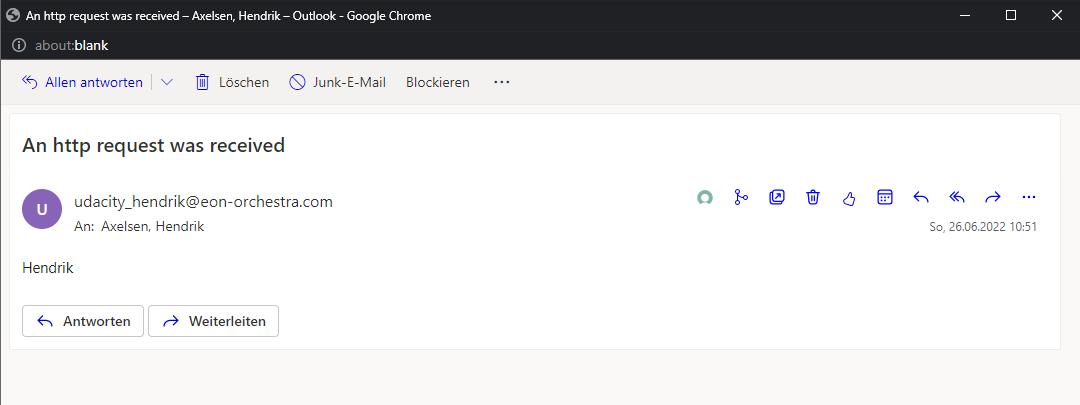 An http request was received – Axelsen, Hendrik – Outlook - Google Chrome
about:blank
Allen antworten Löschen Junk-E-Mail Blockieren ...
An http request was received
U
udacity_hendrik@eon-orchestra.com
An: Axelsen, Hendrik
So, 26.06.2022 10:51
Hendrik
Antworten Weiterleiten